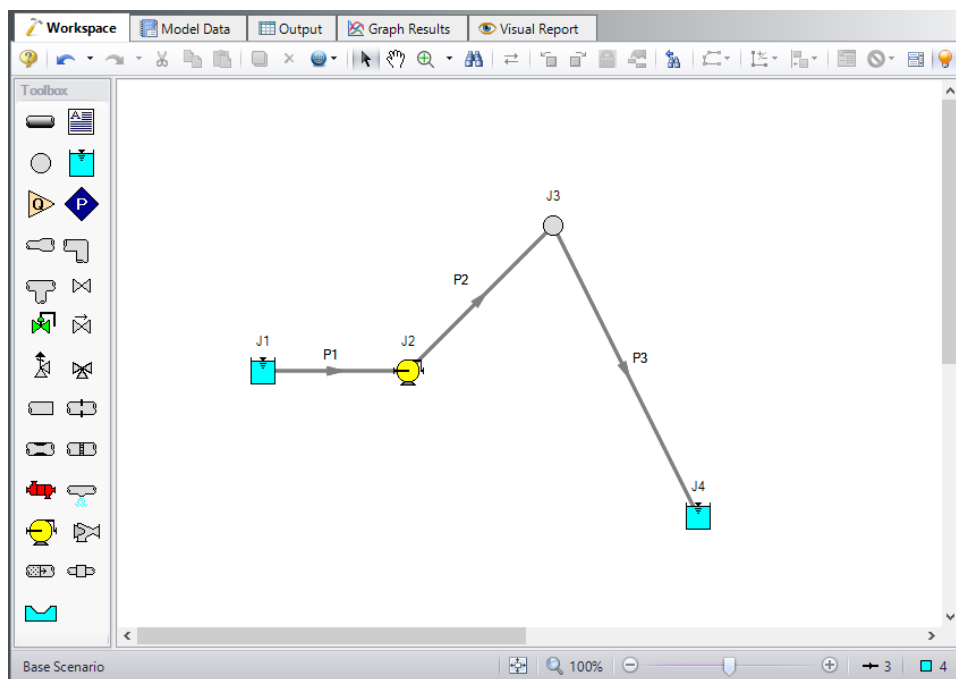 Workspace
Model Data
Output
Graph Results
Visual Report
Toolbox
A
Q
P
J3
P2
J1
P1
J2
P3
J4
Base Scenario
100%
3
4